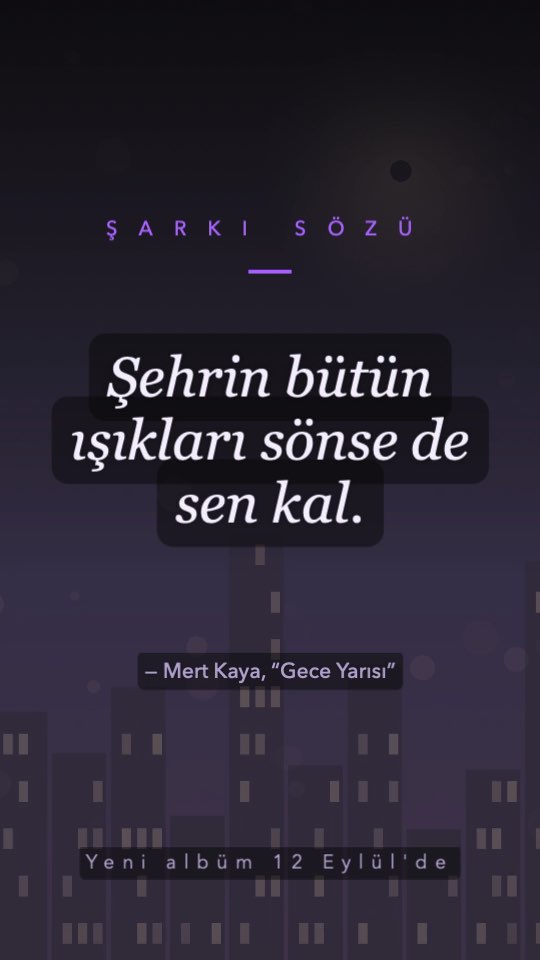 ŞARKI SÖZÜ
Şehrin bütün
ışıkları sönse de
sen kal.
– Mert Kaya, “Gece Yarısı”
Yeni albüm 12 Eylül'de